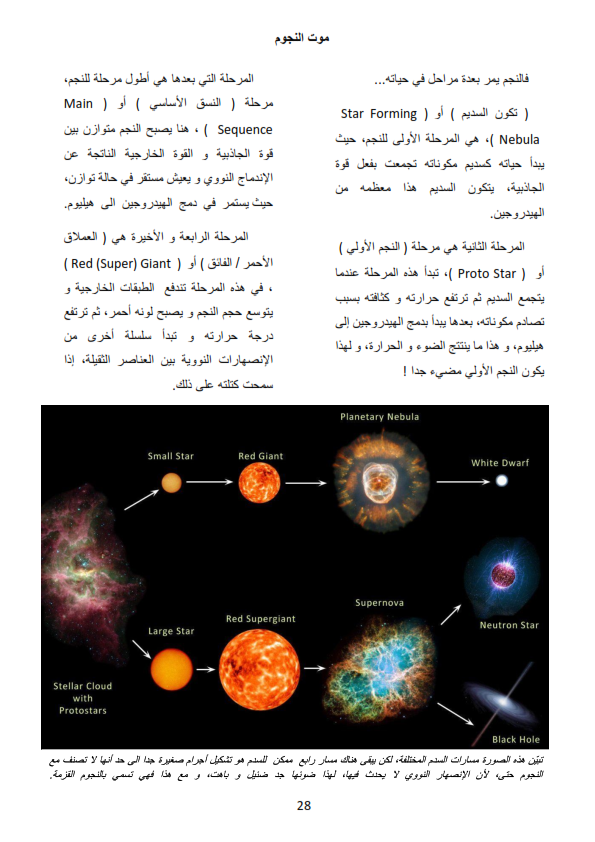 موت النجوم
فالنجم يمر بعدة مراحل في حياته...
( تكون السديم ) أو ( Star Forming
Nebula )، هي المرحلة الأولى للنجم، حيث
يبدأ حياته كسديم مكوناته تجمعت بفعل قوة
الجاذبية، يتكون السديم هذا معظمه من
الهيدروجين.
المرحلة الثانية هي مرحلة ( النجم الأولي )
أو ( Proto Star )، تبدأ هذه المرحلة عندما
يتجمع السديم ثم ترتفع حرارته و كثافته بسبب
تصادم مكوناته، بعدها يبدأ بدمج الهيدروجين إلى
هيليوم، و هذا ما ينتتج الضوء و الحرارة، و لهذا
يكون النجم الأولي مضيء جدا !
المرحلة التي بعدها هي أطول مرحلة للنجم،
مرحلة ( النسق الأساسي ) أو ( Main
Sequence ) ، هنا يصبح النجم متوازن بين
قوة الجاذبية و القوة الخارجية الناتجة عن
الإندماج النووي و يعيش مستقر في حالة توازن،
حيث يستمر في دمج الهيدروجين الى هيليوم.
المرحلة الرابعة و الأخيرة هي ( العملاق
الأحمر / الفائق ) أو ( Red (Super) Giant )
، في هذه المرحلة تندفع الطبقات الخارجية و
يتوسع حجم النجم و يصبح لونه أحمر، ثم ترتفع
درجة حرارته و تبدأ سلسلة أخرى من
الإنصهارات النووية بين العناصر الثقيلة، إذا
سمحت كتلته على ذلك.
Planetary Nebula
Small Star
Red Giant
White Dwarf
Stellar Cloud
with
Protostars
Large Star
Red Supergiant
Supernova
Neutron Star
Black Hole
تبيّن هذه الصورة مسارات السدم المختلفة، لكن يبقى هناك مسار رابع ممكن للسدم هو تشكيل أجرام صغيرة جدا الى حد أنها لا تصنف مع
النجوم حتى، لأن الإنصهار النووي لا يحدث فيها، لهذا ضوئها جد ضئيل و باهت، و مع هذا فهي تسمي بالنجوم القزمة.
28